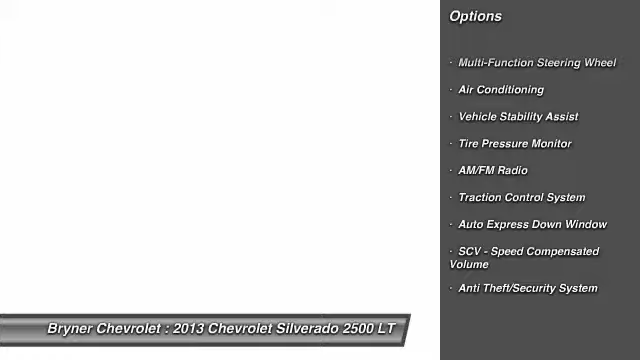 Options
· Multi-Function Steering Wheel
· Air Conditioning
· Vehicle Stability Assist
· Tire Pressure Monitor
· AM/FM Radio
· Traction Control System
· Auto Express Down Window
· SCV - Speed Compensated
Volume
· Anti Theft/Security System
Bryner Chevrolet : 2013 Chevrolet Silverado 2500 LT